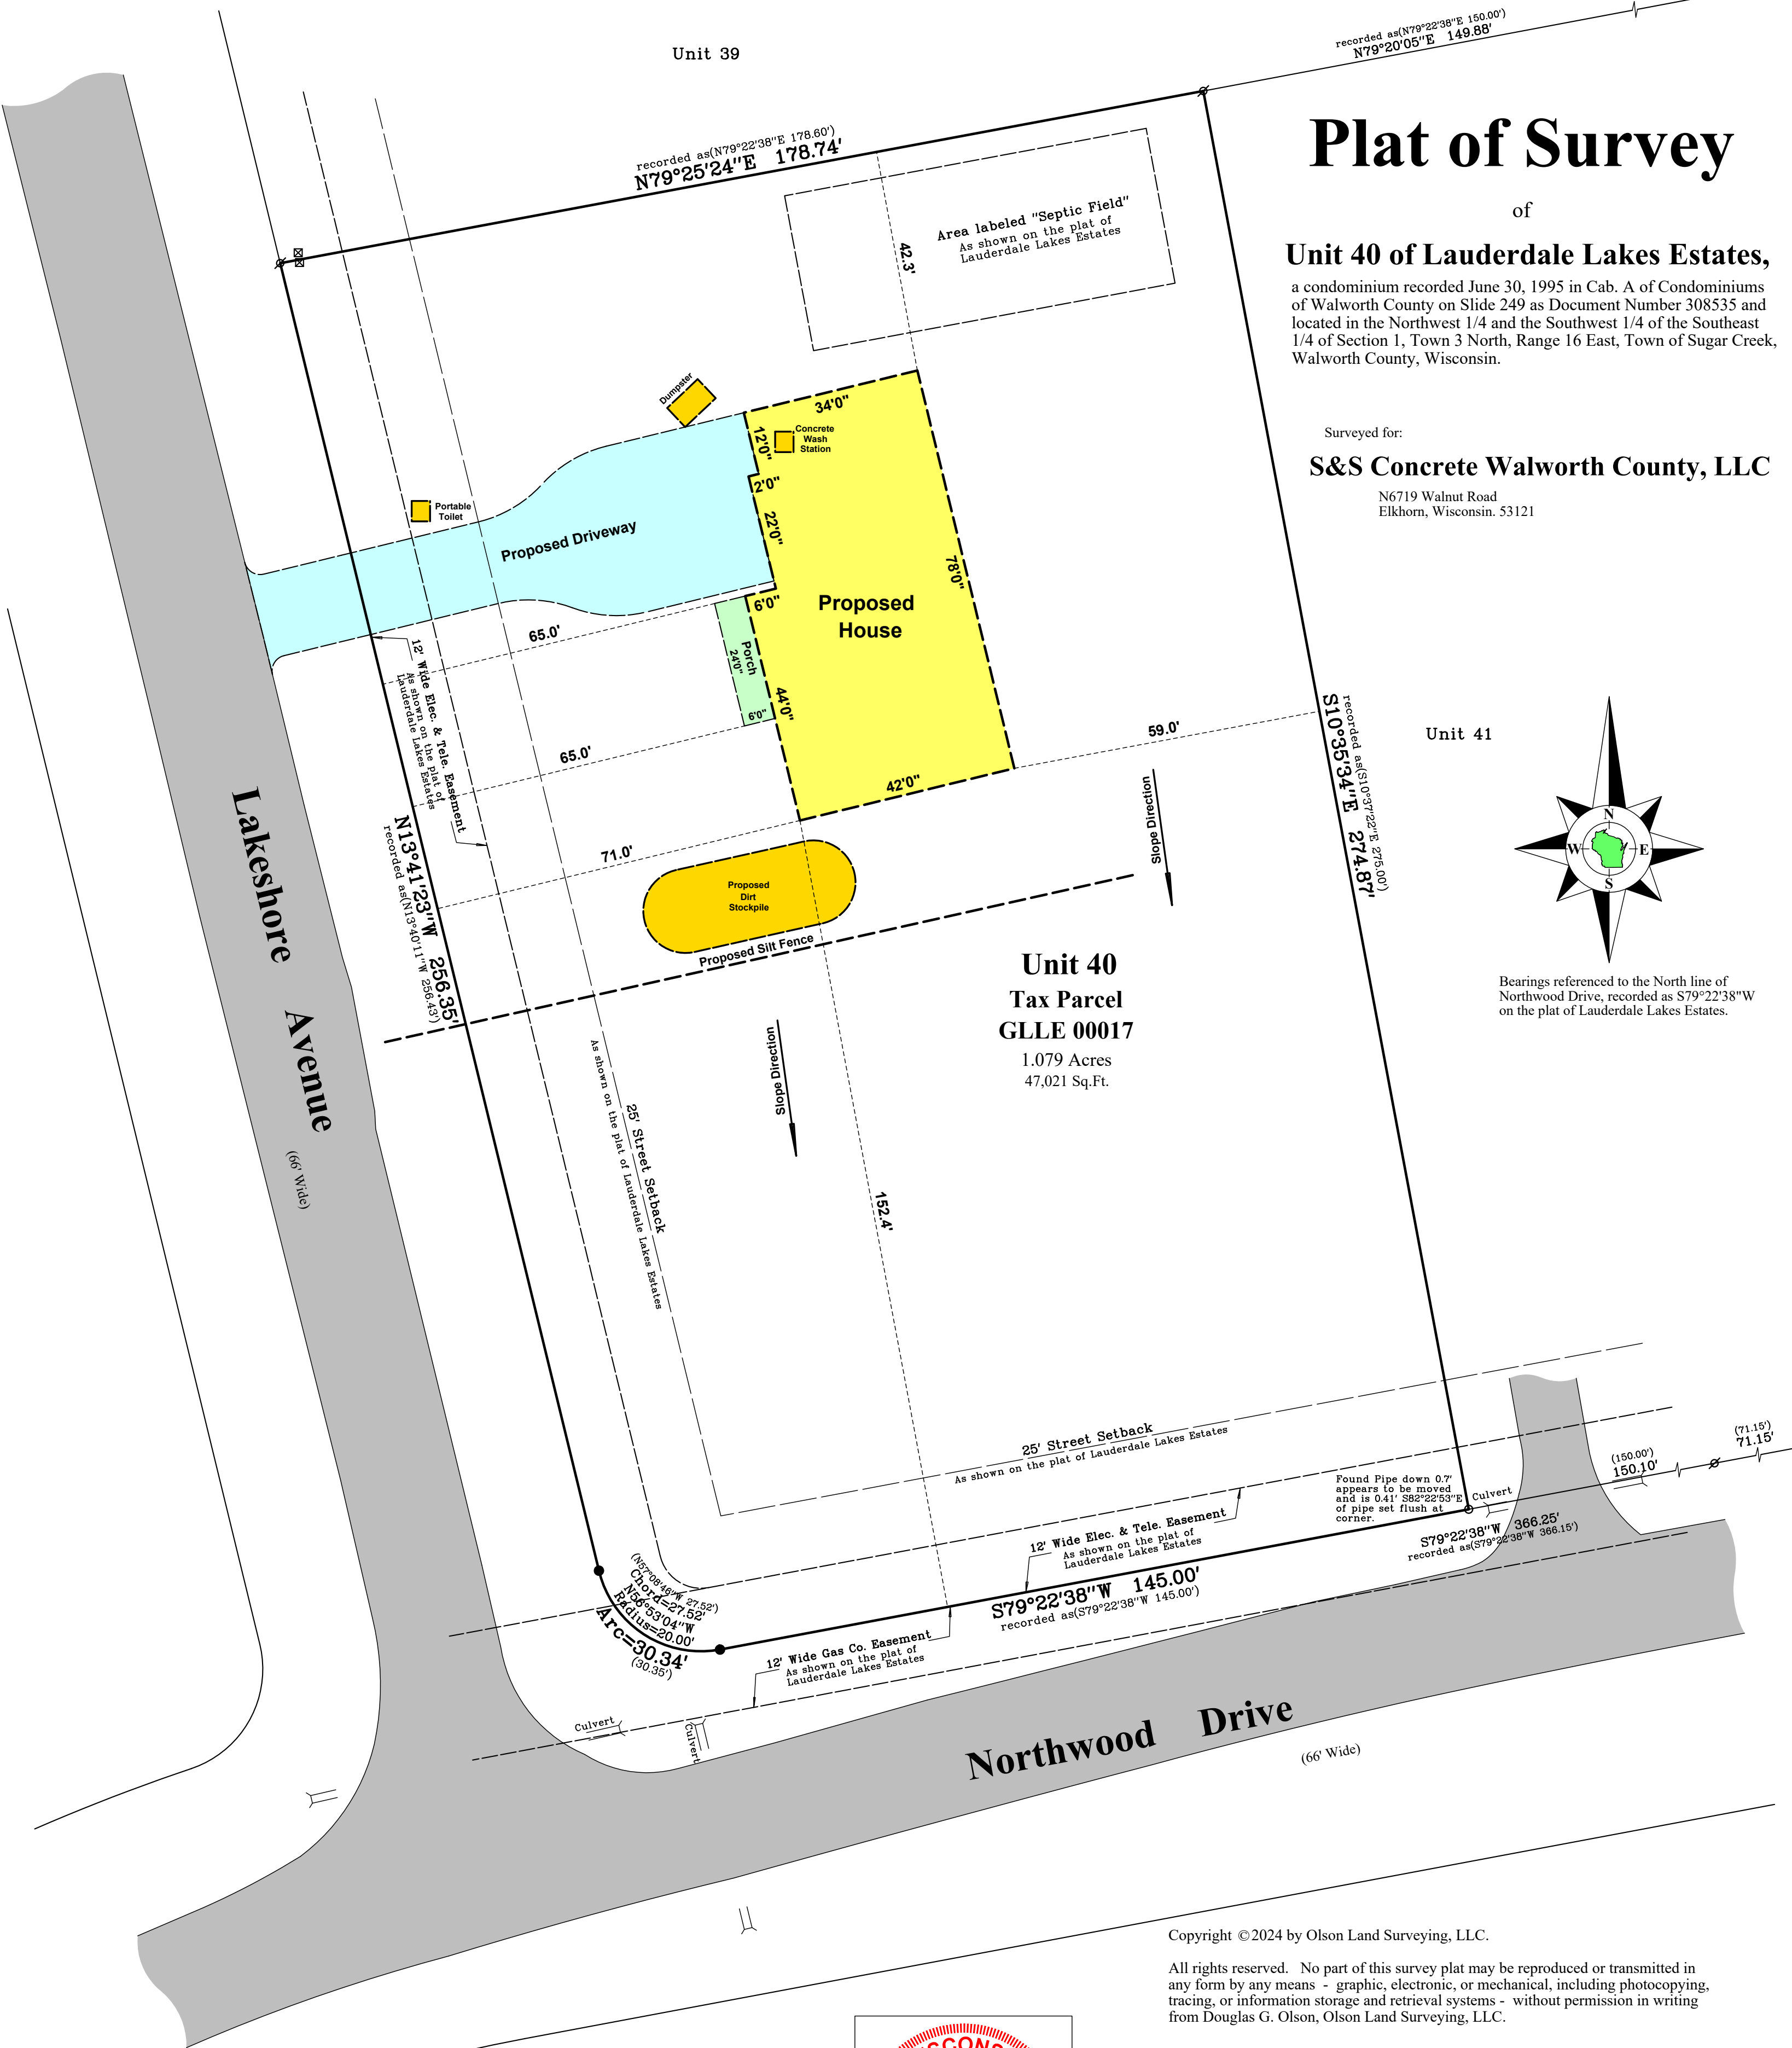 Unit 39
recorded as(N79°22'38"E 150.00')
N79°20'05"E 149.88'
recorded as(N79°22'38"E 178.60')
N79°25'24"E 178.74'
Plat of Survey
of
Unit 40 of Lauderdale Lakes Estates,
a condominium recorded June 30, 1995 in Cab. A of Condominiums
of Walworth County on Slide 249 as Document Number 308535 and
located in the Northwest 1/4 and the Southwest 1/4 of the Southeast
1/4 of Section 1, Town 3 North, Range 16 East, Town of Sugar Creek,
Walworth County, Wisconsin.
Surveyed for:
S&S Concrete Walworth County, LLC
N6719 Walnut Road
Elkhorn, Wisconsin. 53121
Area labeled "Septic Field"
As shown on the plat of
Lauderdale Lakes Estates
42.3'
Dumpster
34'0"
12'0"
Concrete
Wash
Station
2'0"
22'0"
Portable
Toilet
Proposed Driveway
78'0"
Proposed
House
6'0"
Porch
24'0"
6'0"
44'0"
42'0"
65.0'
65.0'
71.0'
59.0'
12' Wide Elec. & Tele. Easement
As shown on the plat of
Lauderdale Lakes Estates
N13°41'23"W 256.35'
recorded as(N13°40'11"W 256.43')
recorded as(S10°37'22"E 275.00')
S10°35'34"E 274.87'
Unit 41
N
W
E
S
Bearings referenced to the North line of
Northwood Drive, recorded as S79°22'38"W
on the plat of Lauderdale Lakes Estates.
Slope Direction
Proposed
Dirt
Stockpile
Proposed Silt Fence
Unit 40
Tax Parcel
GLLE 00017
1.079 Acres
47,021 Sq.Ft.
Slope Direction
Lakeshore Avenue
(66' Wide)
25' Street Setback
As shown on the plat of Lauderdale Lakes Estates
152.4'
25' Street Setback
As shown on the plat of Lauderdale Lakes Estates
Found Pipe down 0.7'
appears to be moved
and is 0.41' S82°22'53"E
of pipe set flush at
corner.
Culvert
(150.00')
150.10'
(71.15')
71.15'
S79°22'38"W 366.25'
recorded as(S79°22'38"W 366.15')
12' Wide Elec. & Tele. Easement
As shown on the plat of
Lauderdale Lakes Estates
S79°22'38"W 145.00'
recorded as(S79°22'38"W 145.00')
(N57°08'46"W 27.52')
Chord=27.52'
N56°53'04"W
Radius=20.00'
Arc=30.34'
(30.35')
12' Wide Gas Co. Easement
As shown on the plat of
Lauderdale Lakes Estates
Culvert
Culvert
Northwood Drive
(66' Wide)
Copyright ©2024 by Olson Land Surveying, LLC.
All rights reserved. No part of this survey plat may be reproduced or transmitted in
any form by any means - graphic, electronic, or mechanical, including photocopying,
tracing, or information storage and retrieval systems - without permission in writing
from Douglas G. Olson, Olson Land Surveying, LLC.